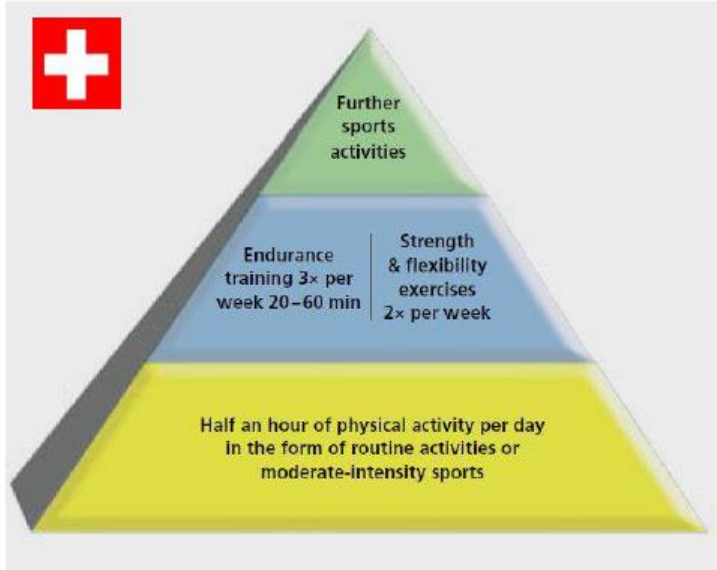 Further
sports
activities
Endurance
training 3× per
week 20–60 min
Strength
& flexibility
exercises
2× per week
Half an hour of physical activity per day
in the form of routine activities or
moderate-intensity sports